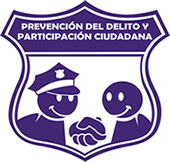 PREVENCIÓN DEL DELITO Y
PARTICIPACIÓN CIUDADANA